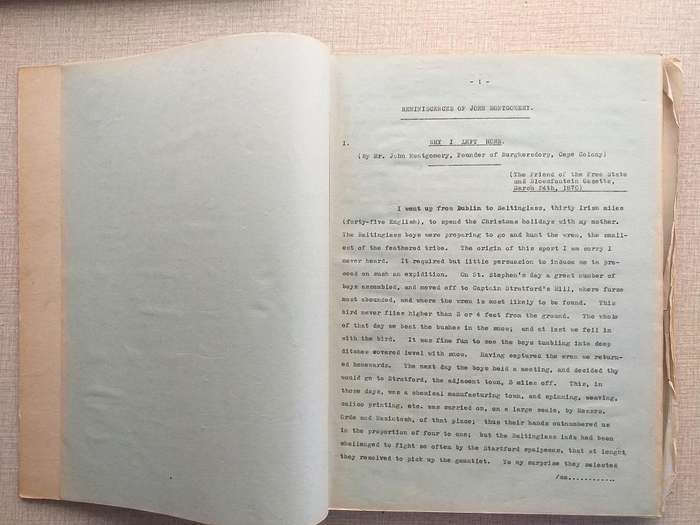 - 1 -
REMINISCENCES OF JOHN MONTGOMERY.
I.
WHY I LEFT HOME.
(By Mr. John Montgomery, Founder of Burghersdorp, Cape Colony)
(The Friend of the Free State
and Bloemfontein Gazette,
March 24th, 1870)
I went up from Dublin to Baltinglass, thirty Irish miles
(forty-five English), to spend the Christmas holidays with my mother.
The Baltinglass boys were preparing to go and hunt the wren, the small-
est of the feathered tribe. The origin of this sport I am sorry I
never heard. It required but little persuasion to induce me to pro-
ceed on such an expidition. On St. Stephen's day a great number of
boys assembled, and moved off to Captain Stratford's Hill, where furze
most abounded, and where the wren is most likely to be found. This
bird never flies higher than 3 or 4 feet from the ground. The whole
of that day we beat the bushes in the snow; and at last we fell in
with the bird. It was fine fun to see the boys tumbling into deep
ditches covered level with snow. Having captured the wren we return-
ed homewards. The next day the boys held a meeting, and decided thy
would go to Stratford, the adjacent town, 3 miles off. This, in
those days, was a chemical manufacturing town, and spinning, weaving,
calico printing, etc. was carried on, on a large scale, by Messrs.
Orde and Macintosh, of that place; thus their hands outnumbered us
in the proportion of four to one; but the Baltinglass lads had been
challenged to fight so often by the Startford spalpeens, that at lenght
they resolved to pick up the gauntlet. To my surprise they selected
/me............